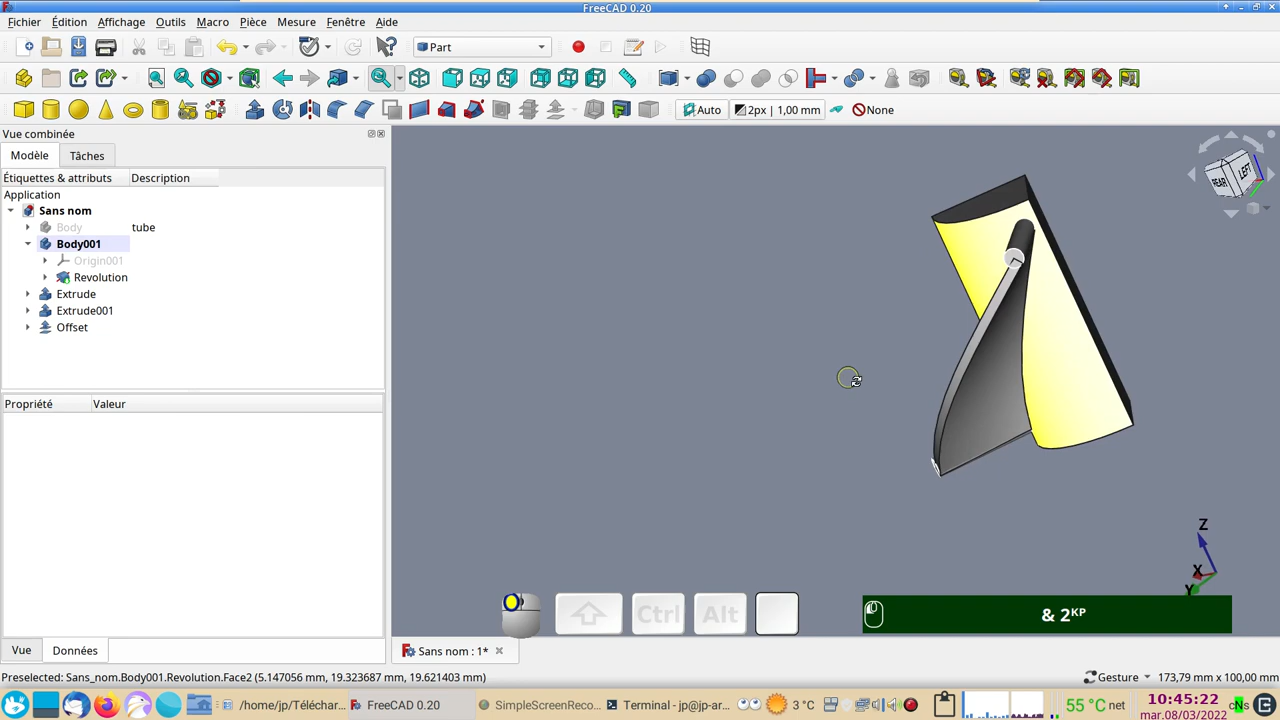 FreeCAD 0.20
Fichier Édition Affichage Outils Macro Pièce Mesure Fenêtre Aide
Part
Auto 2px | 1,00 mm None
Vue combinée
Modèle Tâches
Étiquettes & attributs Description
Application
Sans nom
Body tube
Body001
Origin001
Revolution
Extrude
Extrude001
Offset
Propriété Valeur
REAR LEFT
Z
X
Y
Ctrl Alt
& 2ᴷᴾ
Vue Données
Sans nom : 1*
Preselected: Sans_nom.Body001.Revolution.Face2 (5.147056 mm, 19.323687 mm, 19.621403 mm)
Gesture 173,79 mm x 100,00 mm
/home/jp/Téléchar... FreeCAD 0.20 SimpleScreenReco... Terminal - jp@jp-ar... 3 °C 55 °C net 10:45:22 mar.08/03/2022 cNs